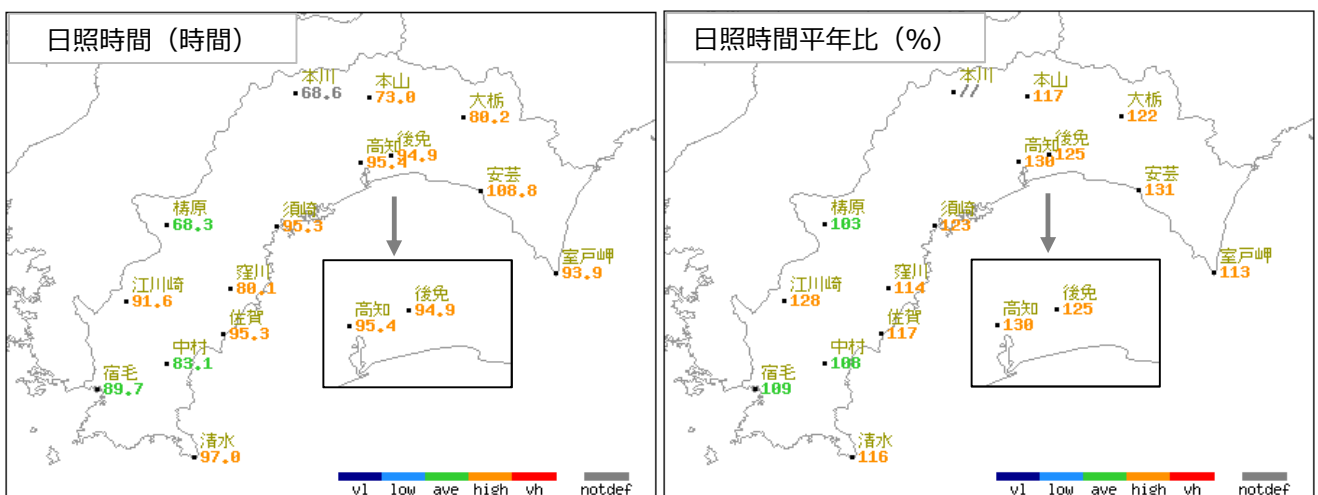 日照時間（時間）
本川
68.6
本山
73.0
大栃
80.2
高知
95.4
後免
94.9
安芸
108.8
梼原
68.3
須崎
95.3
室戸岬
93.9
江川崎
91.6
窪川
80.1
佐賀
95.3
中村
83.1
宿毛
89.7
清水
97.0
高知
95.4
後免
94.9
vl low ave high vh notdef
日照時間平年比（%）
本川
//
本山
117
大栃
122
高知
130
後免
125
安芸
131
梼原
103
須崎
123
室戸岬
113
江川崎
128
窪川
114
佐賀
117
中村
108
宿毛
109
清水
116
高知
130
後免
125
vl low ave high vh notdef